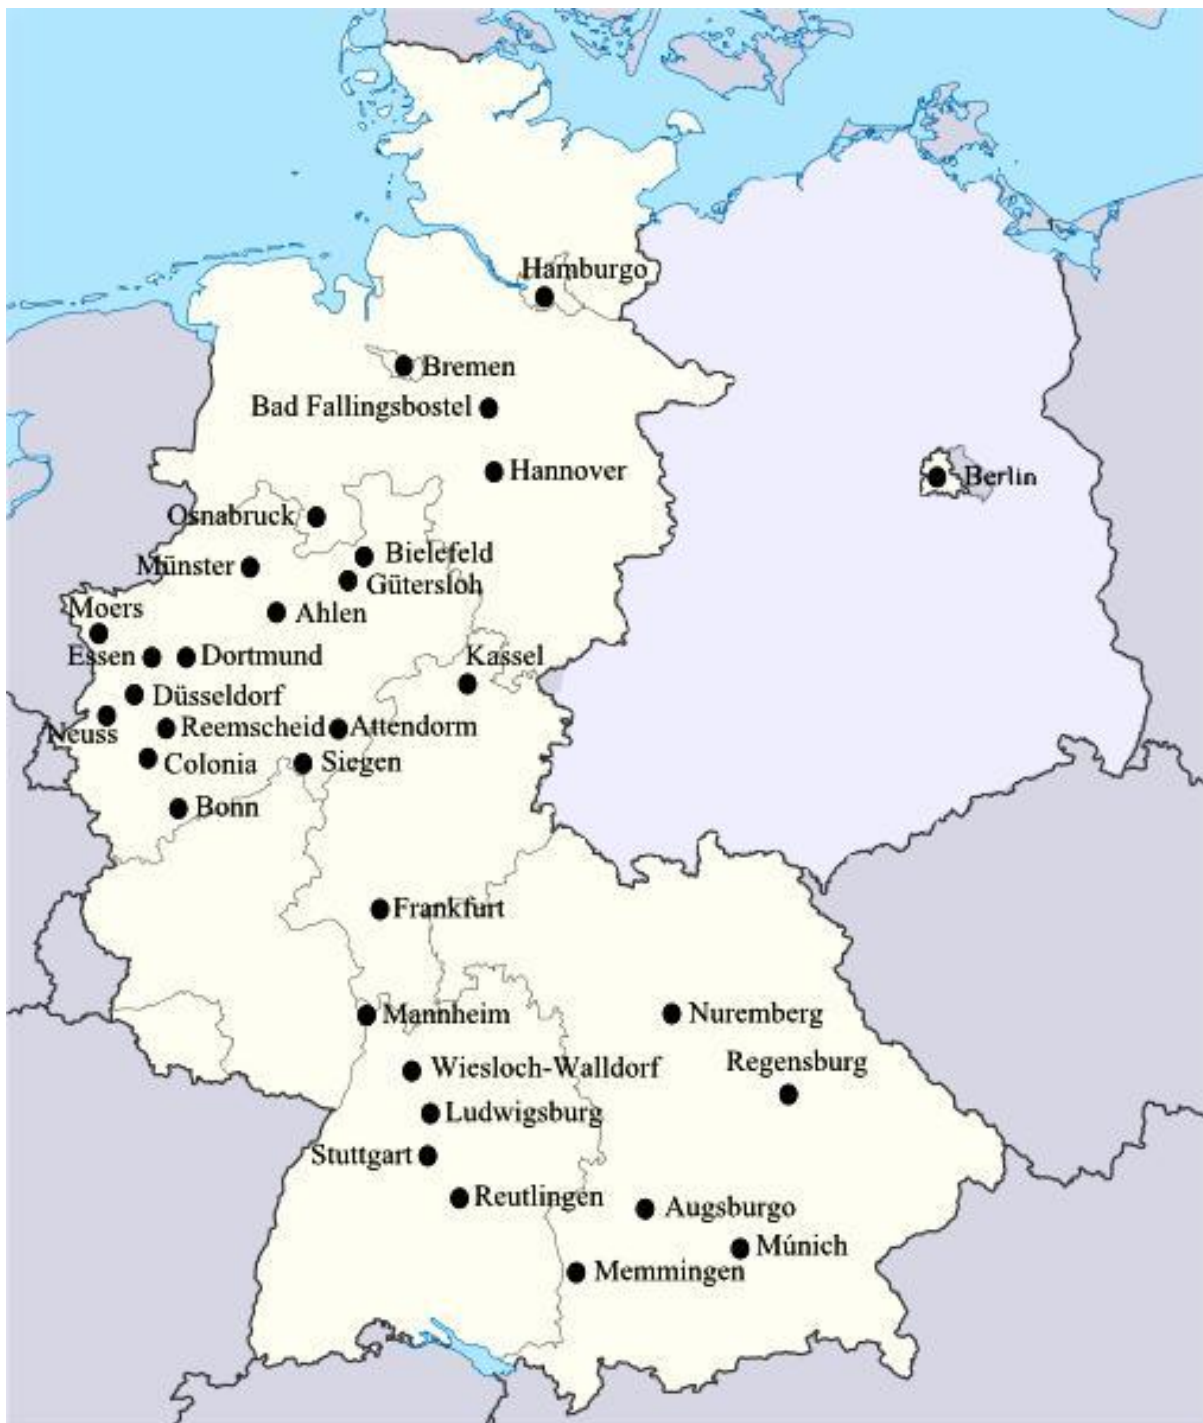 Hamburgo
Bremen
Bad Fallingsbostel
Hannover
Berlin
Osnabruck
Bielefeld
Münster
Gütersloh
Moers
Ahlen
Essen
Dortmund
Kassel
Düsseldorf
Neuss
Reemscheid
Attendorm
Colonia
Siegen
Bonn
Frankfurt
Mannheim
Nuremberg
Wiesloch-Walldorf
Regensburg
Ludwigsburg
Stuttgart
Reutlingen
Augsburgo
Múnich
Memmingen